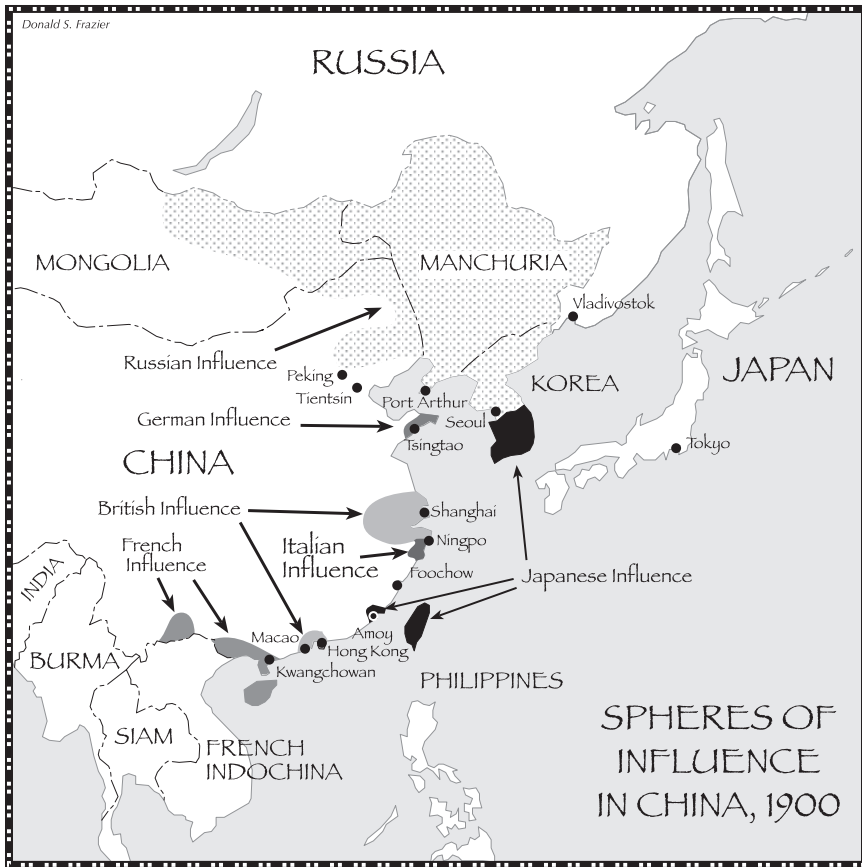 Donald S. Frazier
RUSSIA
MONGOLIA
MANCHURIA
Vladivostok
Russian Influence
Peking
Tientsin
Port Arthur
KOREA
JAPAN
German Influence
Seoul
Tsingtao
Tokyo
CHINA
British Influence
Shanghai
French
Influence
Italian
Influence
Ningpo
Foochow
Japanese Influence
INDIA
Amoy
Macao
Hong Kong
BURMA
Kwangchowan
PHILIPPINES
SIAM
FRENCH
INDOCHINA
SPHERES OF
INFLUENCE
IN CHINA, 1900